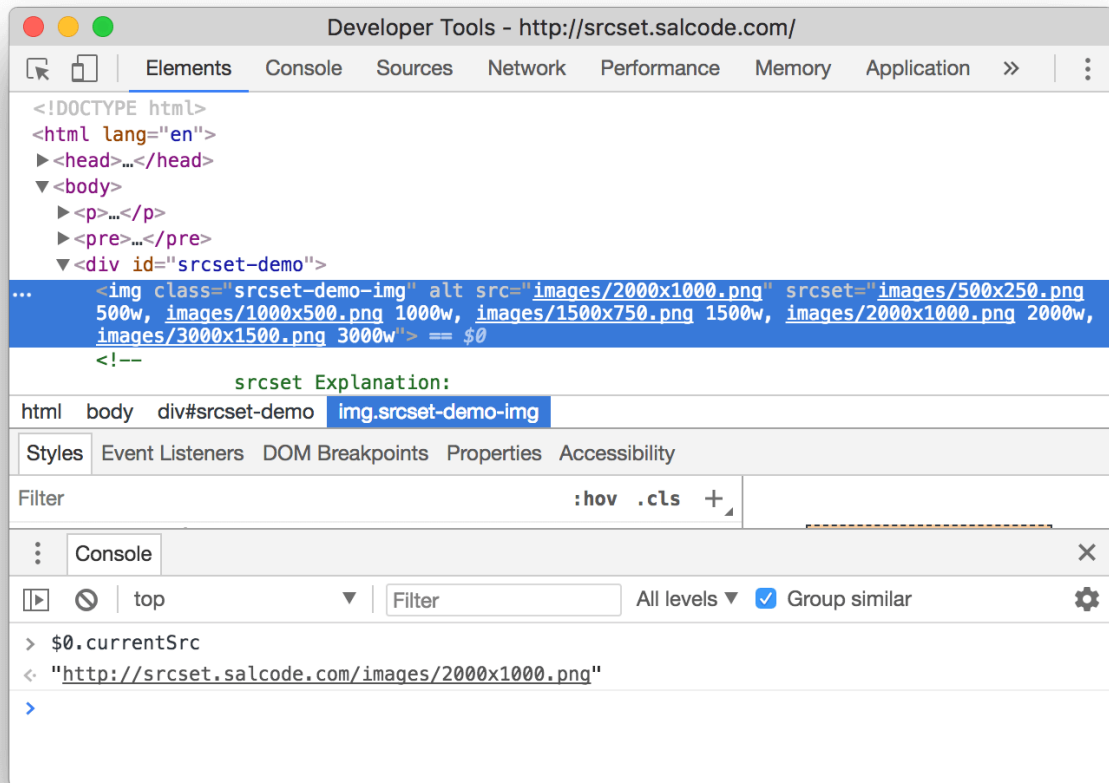 Developer Tools - http://srcset.salcode.com/
Elements Console Sources Network Performance Memory Application »
<!DOCTYPE html>
<html lang="en">
▶<head>…</head>
▼<body>
▶<p>…</p>
▶<pre>…</pre>
▼<div id="srcset-demo">
… <img class="srcset-demo-img" alt src="images/2000x1000.png" srcset="images/500x250.png
500w, images/1000x500.png 1000w, images/1500x750.png 1500w, images/2000x1000.png 2000w,
images/3000x1500.png 3000w"> == $0
<!--
srcset Explanation:
html body div#srcset-demo img.srcset-demo-img
Styles Event Listeners DOM Breakpoints Properties Accessibility
Filter :hov .cls +
Console
top ▼ Filter All levels ▼ Group similar
> $0.currentSrc
"http://srcset.salcode.com/images/2000x1000.png"
>